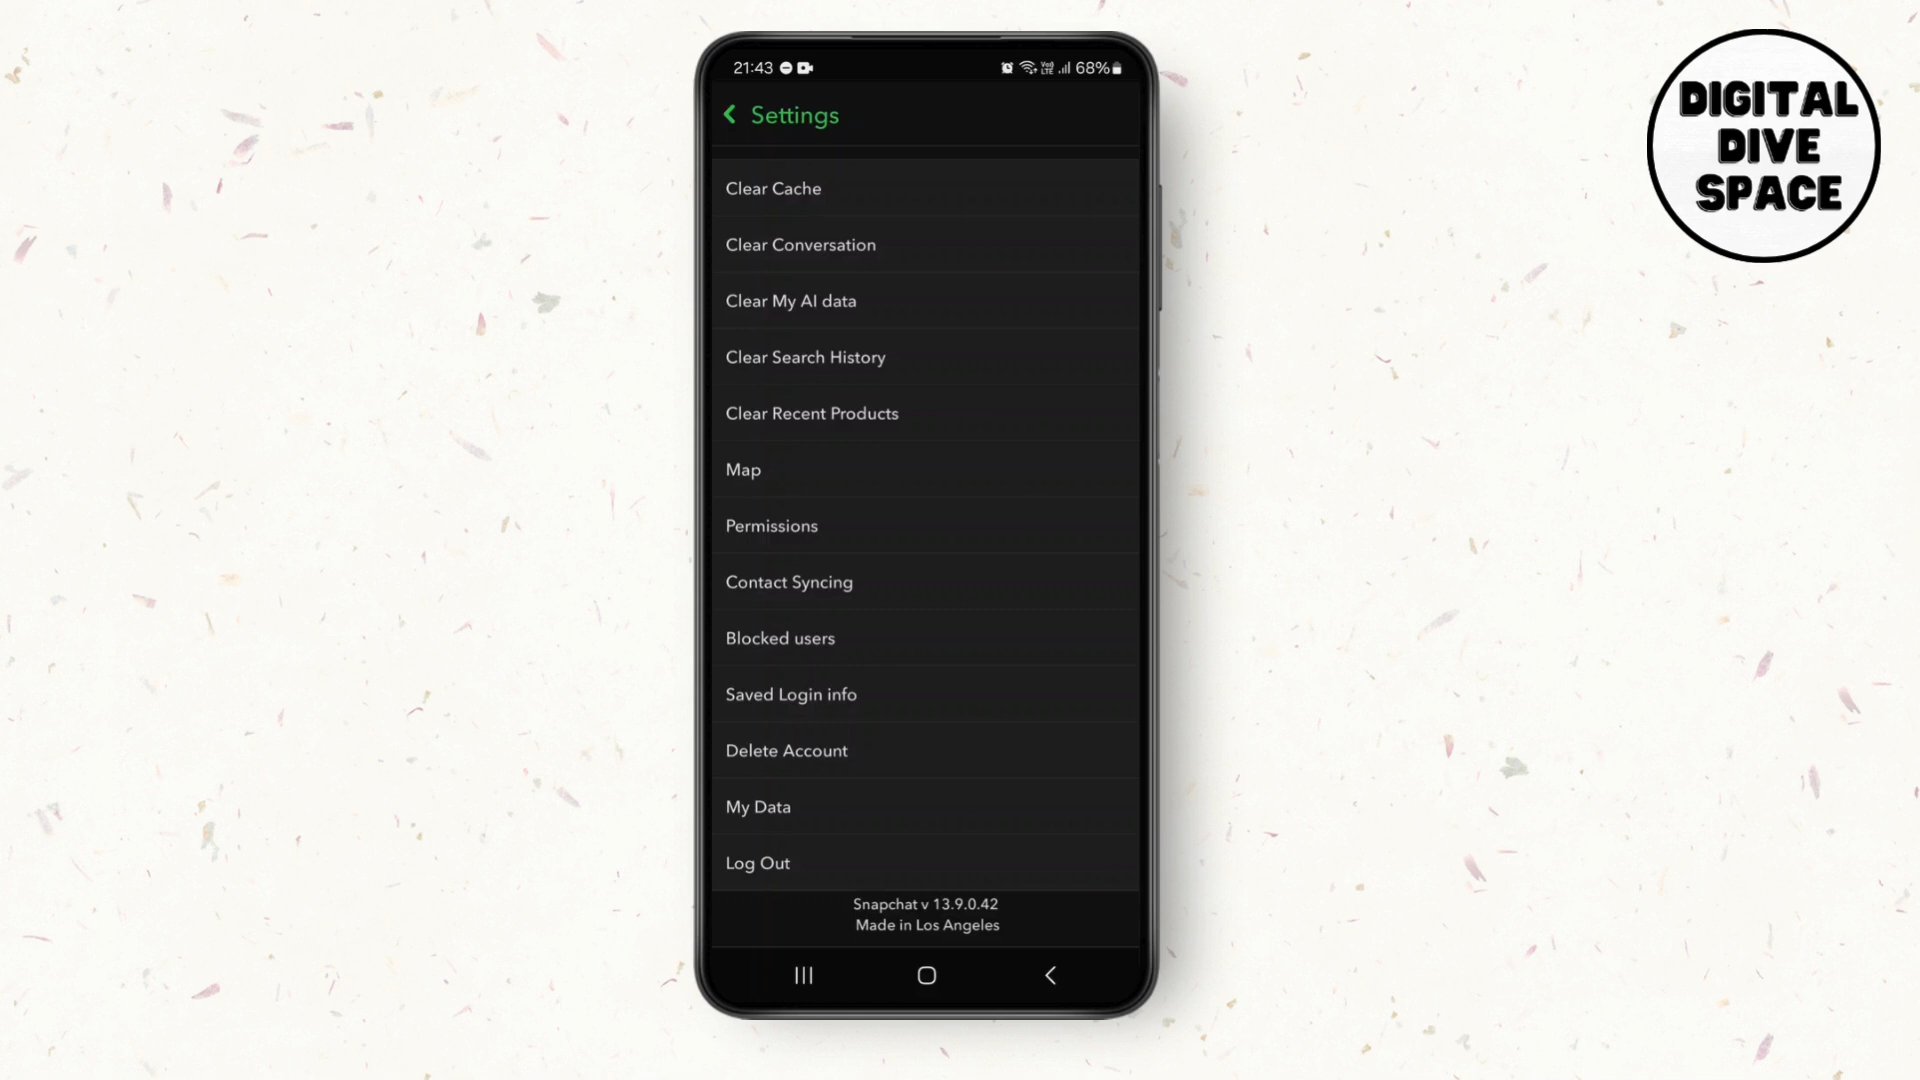 21:43
68%
Settings
Clear Cache
Clear Conversation
Clear My AI data
Clear Search History
Clear Recent Products
Map
Permissions
Contact Syncing
Blocked users
Saved Login info
Delete Account
My Data
Log Out
Snapchat v 13.9.0.42
Made in Los Angeles
DIGITAL
DIVE
SPACE